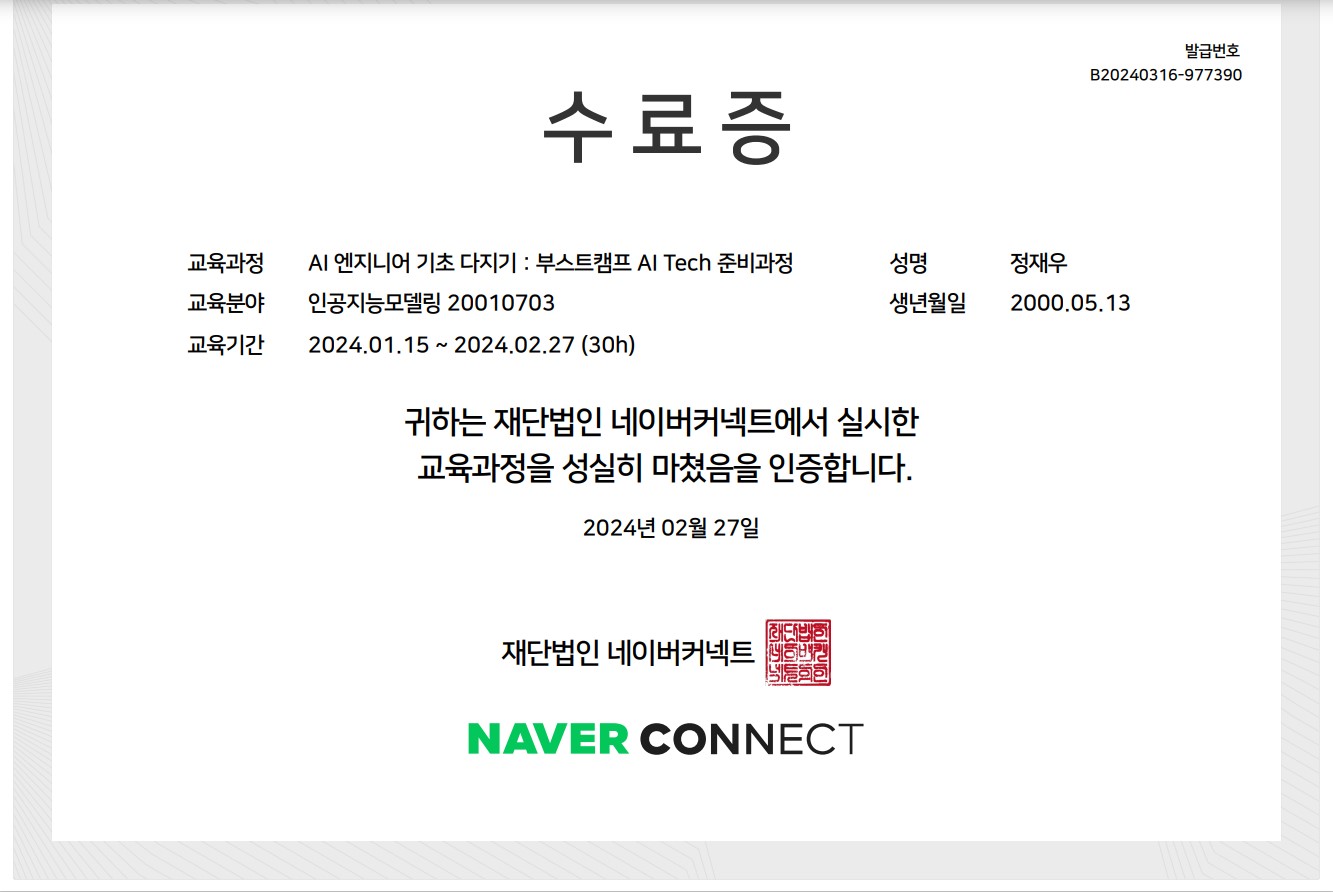 발급번호
B20240316-977390
수료증
교육과정 AI 엔지니어 기초 다지기 : 부스트캠프 AI Tech 준비과정 성명 정재우
교육분야 인공지능모델링 20010703 생년월일 2000.05.13
교육기간 2024.01.15 ~ 2024.02.27 (30h)
귀하는 재단법인 네이버커넥트에서 실시한
교육과정을 성실히 마쳤음을 인증합니다.
2024년 02월 27일
재단법인 네이버커넥트
NAVER CONNECT